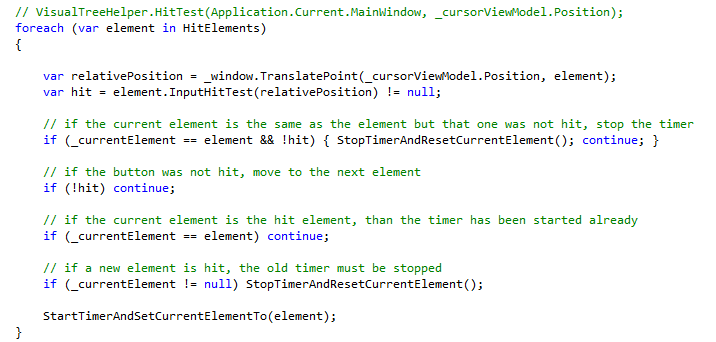 // VisualTreeHelper.HitTest(Application.Current.MainWindow, _cursorViewModel.Position);
foreach (var element in HitElements)
{
var relativePosition = _window.TranslatePoint(_cursorViewModel.Position, element);
var hit = element.InputHitTest(relativePosition) != null;
// if the current element is the same as the element but that one was not hit, stop the timer
if (_currentElement == element && !hit) { StopTimerAndResetCurrentElement(); continue; }
// if the button was not hit, move to the next element
if (!hit) continue;
// if the current element is the hit element, than the timer has been started already
if (_currentElement == element) continue;
// if a new element is hit, the old timer must be stopped
if (_currentElement != null) StopTimerAndResetCurrentElement();
StartTimerAndSetCurrentElementTo(element);
}